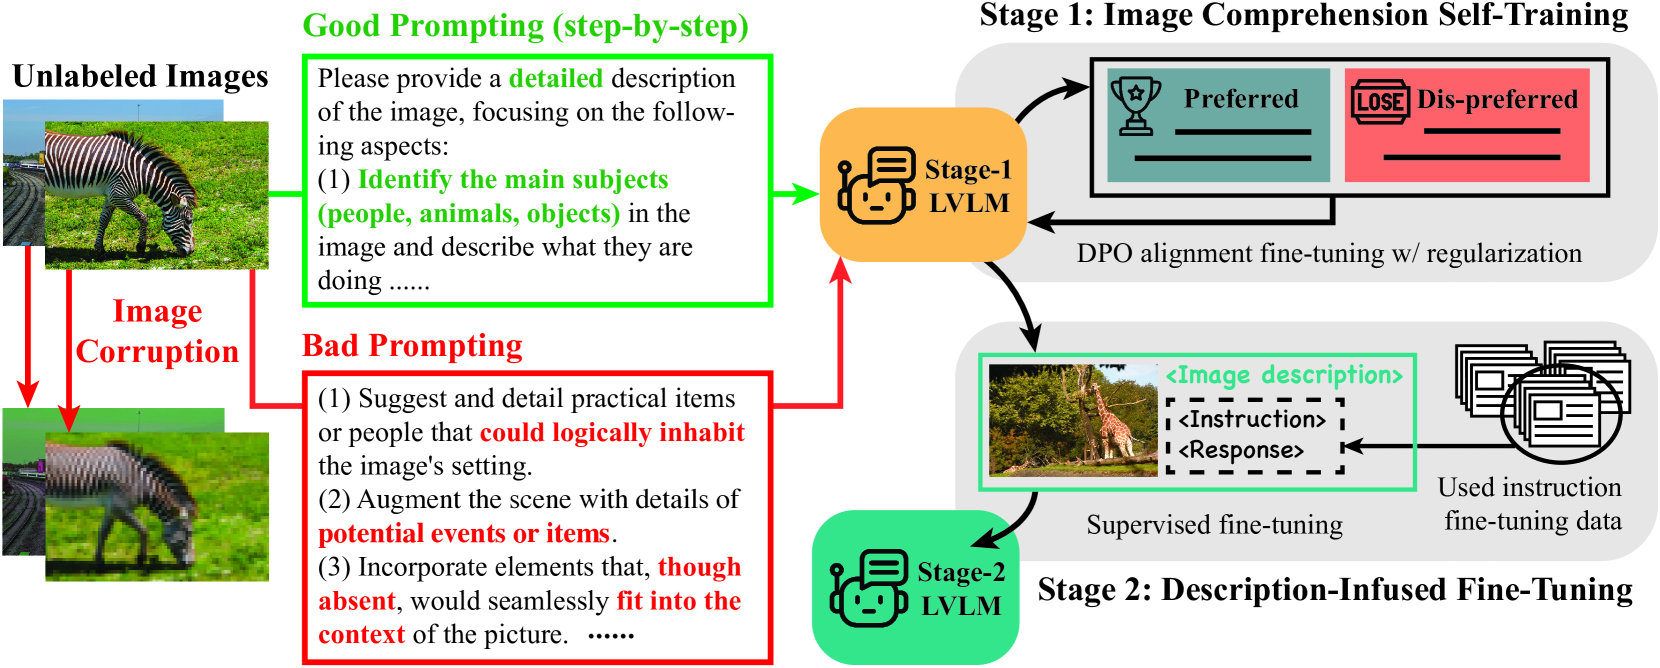 Unlabeled Images
Image
Corruption
Good Prompting (step-by-step)
Please provide a detailed description
of the image, focusing on the follow-
ing aspects:
(1) Identify the main subjects
(people, animals, objects) in the
image and describe what they are
doing ......
Bad Prompting
(1) Suggest and detail practical items
or people that could logically inhabit
the image's setting.
(2) Augment the scene with details of
potential events or items.
(3) Incorporate elements that, though
absent, would seamlessly fit into the
context of the picture. ......
Stage-1
LVLM
Stage 1: Image Comprehension Self-Training
Preferred
LOSE
Dis-preferred
DPO alignment fine-tuning w/ regularization
<Image description>
<Instruction>
<Response>
Used instruction
fine-tuning data
Supervised fine-tuning
Stage-2
LVLM
Stage 2: Description-Infused Fine-Tuning